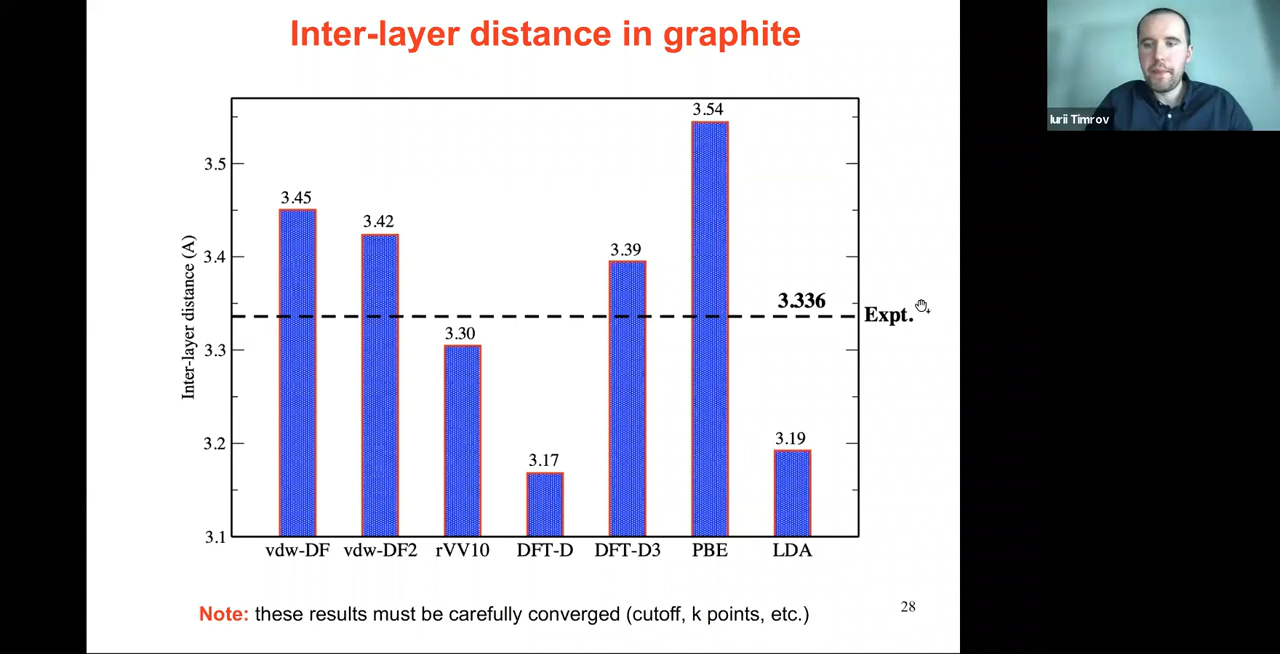 Inter-layer distance in graphite
Iurii Timrov
3.54
3.5
3.45
3.42
3.4
3.39
3.336
Expt.
Inter-layer distance (A)
3.3
3.30
3.2
3.17
3.19
3.1
vdw-DF vdw-DF2 rVV10 DFT-D DFT-D3 PBE LDA
Note: these results must be carefully converged (cutoff, k points, etc.)
28